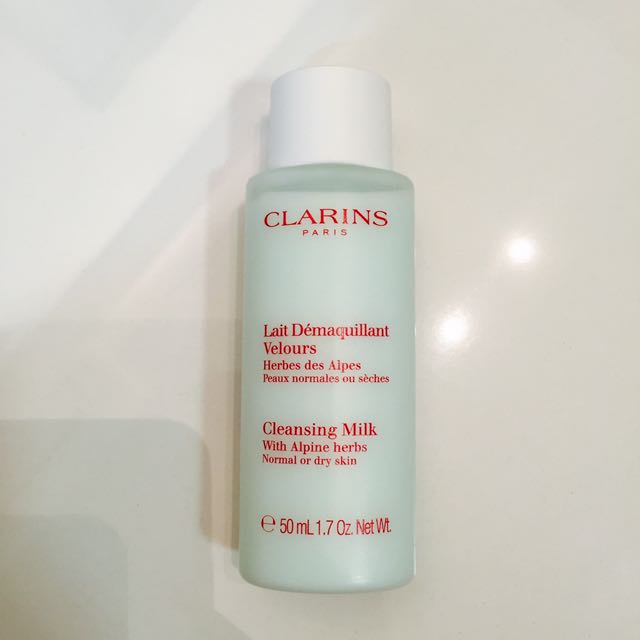 CLARINS
PARIS
Lait Démaquillant
Velours
Herbes des Alpes
Peaux normales ou sèches
Cleansing Milk
With Alpine herbs
Normal or dry skin
℮ 50 mL 1.7 Oz. Net Wt.